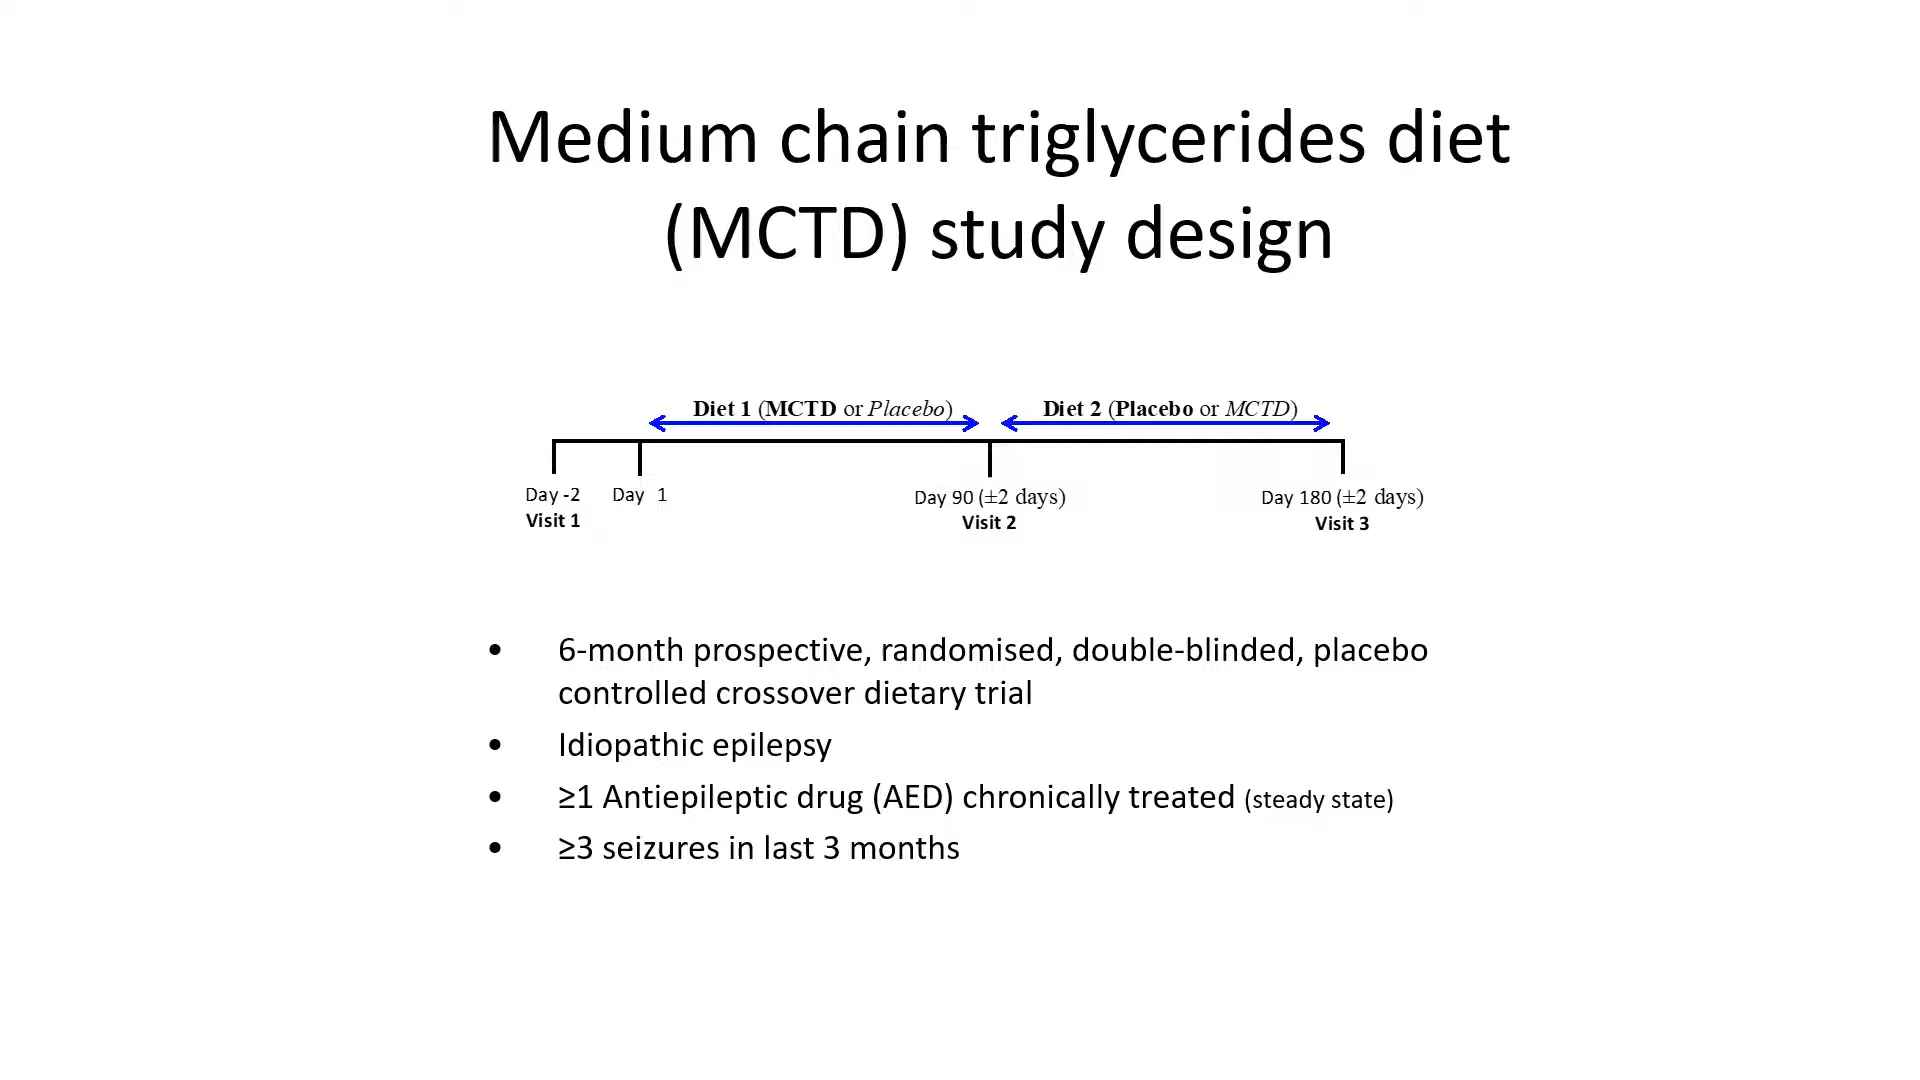 Medium chain triglycerides diet
(MCTD) study design
Diet 1 (MCTD or Placebo) Diet 2 (Placebo or MCTD)
Day -2 Day 1 Day 90 (±2 days) Day 180 (±2 days)
Visit 1 Visit 2 Visit 3
• 6-month prospective, randomised, double-blinded, placebo
controlled crossover dietary trial
• Idiopathic epilepsy
• ≥1 Antiepileptic drug (AED) chronically treated (steady state)
• ≥3 seizures in last 3 months